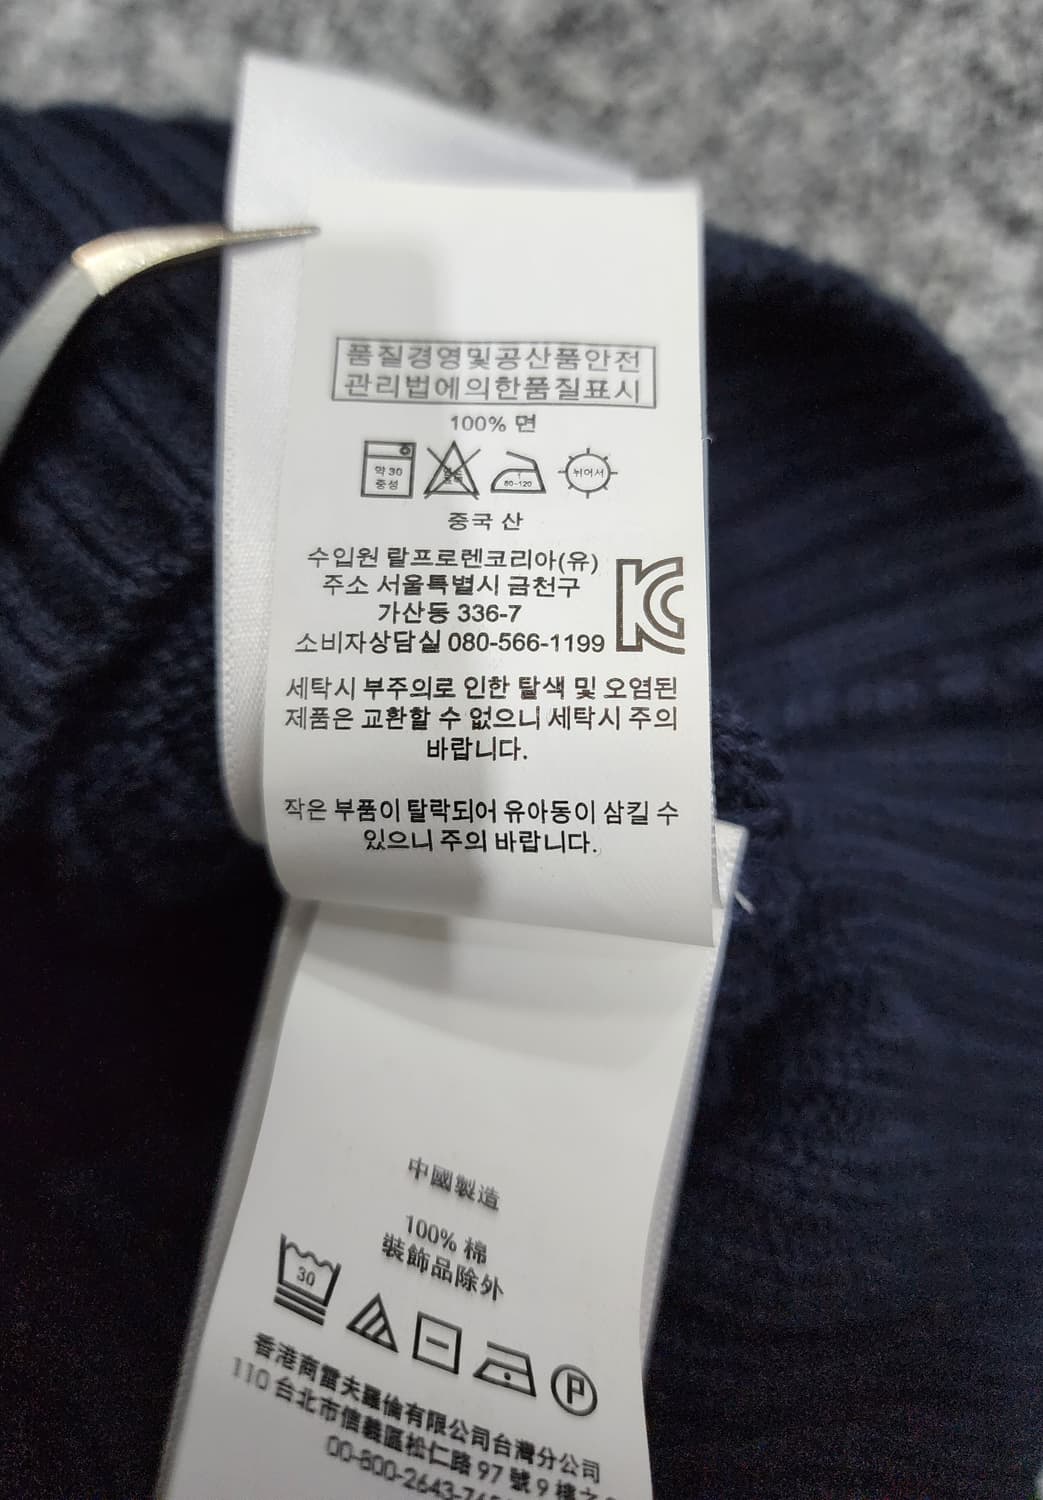 품질경영및공산품안전
관리법에의한품질표시
100% 면
약 30
중성
80-120
뉘어서
중국 산
수입원 랄프로렌코리아(유)
주소 서울특별시 금천구
가산동 336-7
소비자상담실 080-566-1199
세탁시 부주의로 인한 탈색 및 오염된
제품은 교환할 수 없으니 세탁시 주의
바랍니다.
작은 부품이 탈락되어 유아동이 삼킬 수
있으니 주의 바랍니다.
中國製造
100% 棉
裝飾品除外
30
P
香港商雷夫羅倫有限公司台灣分公司
110 台北市信義區松仁路 97 號 9 樓之
00-800-2643-7